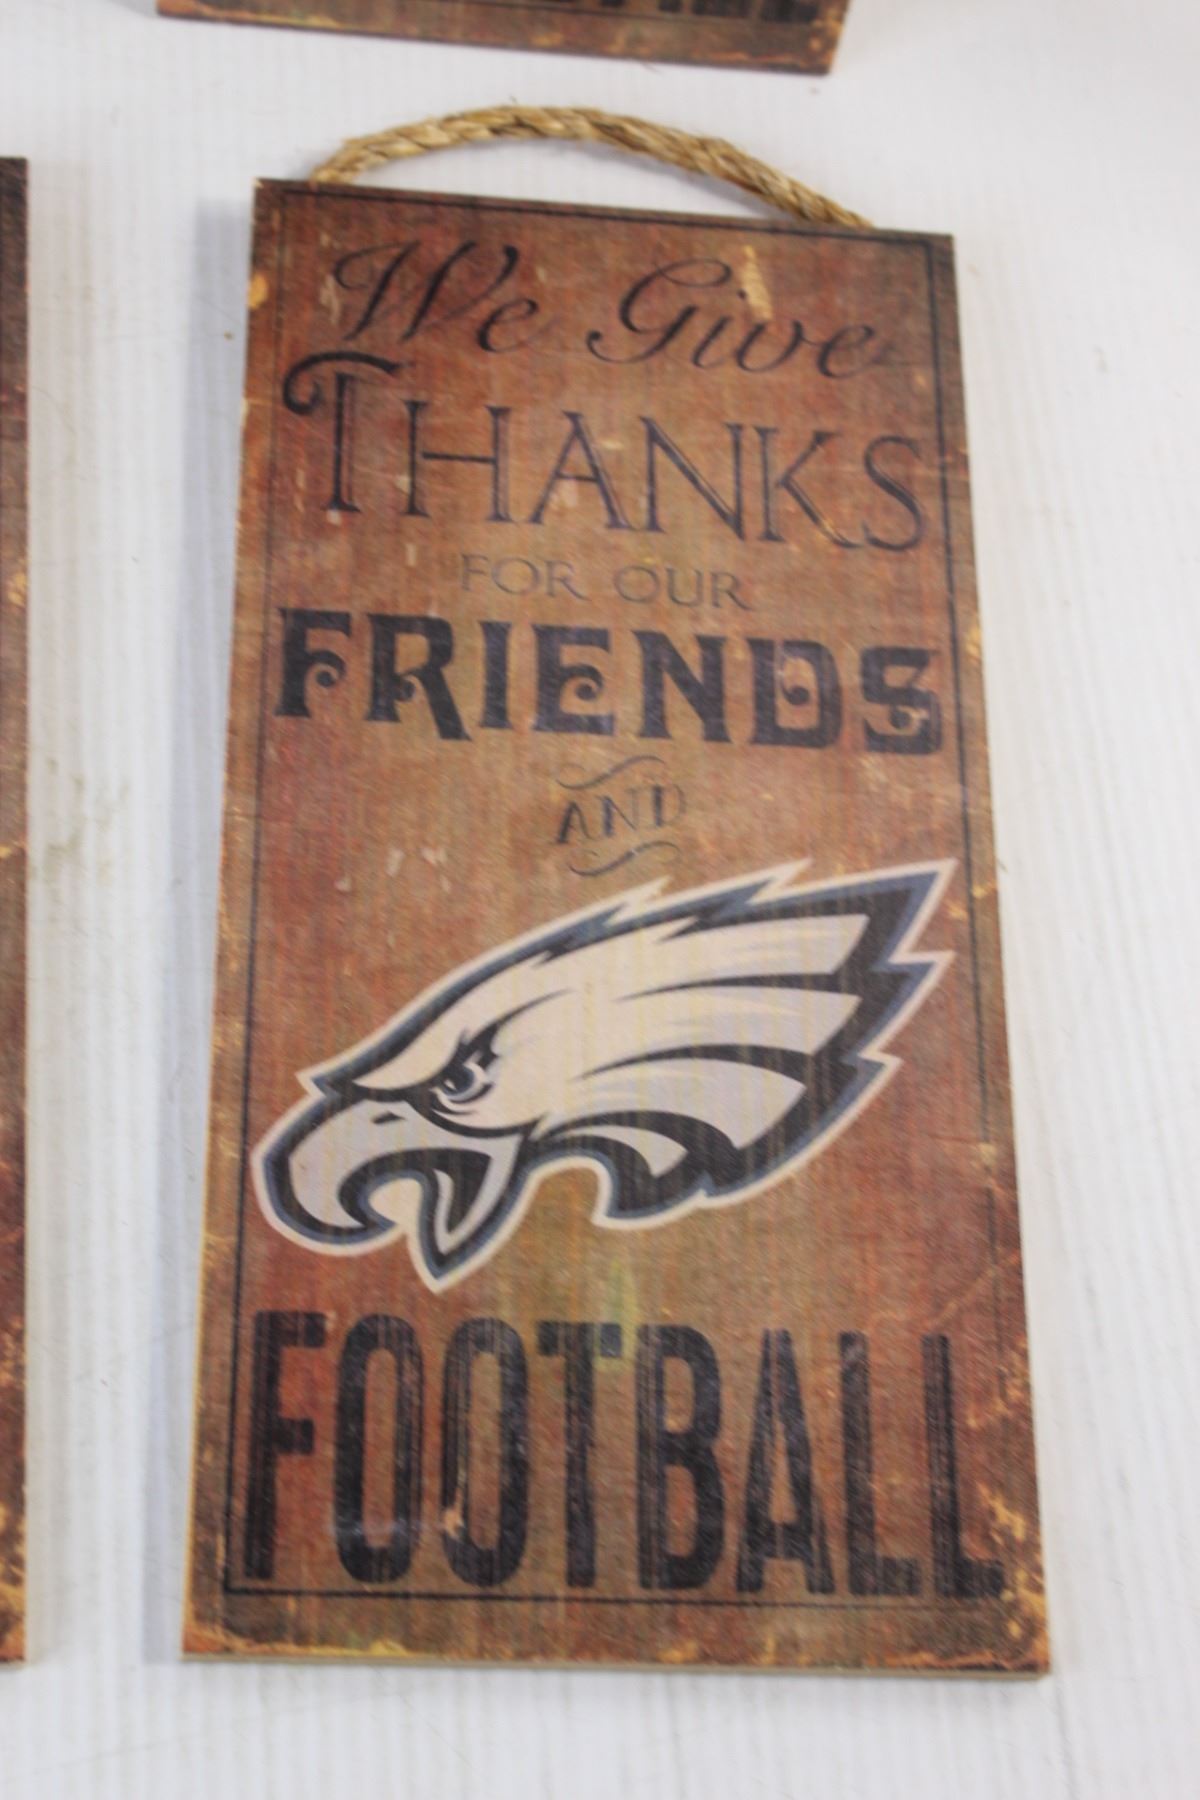 We Give
THANKS
FOR OUR
FRIENDS
AND
FOOTBALL